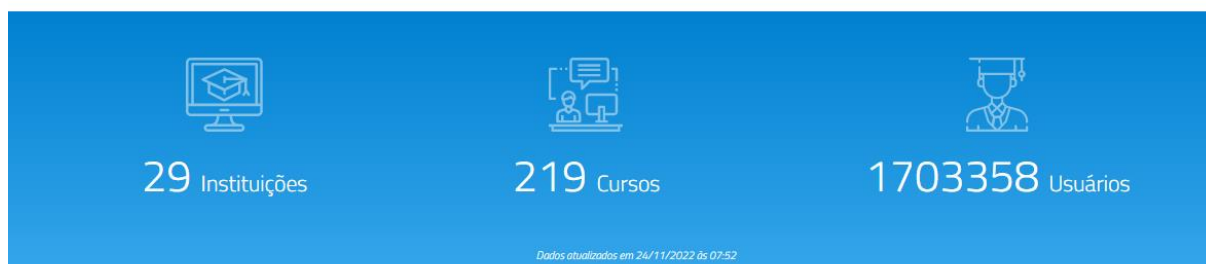 29 Instituições
219 Cursos
1703358 Usuários
Dados atualizados em 24/11/2022 às 07:52